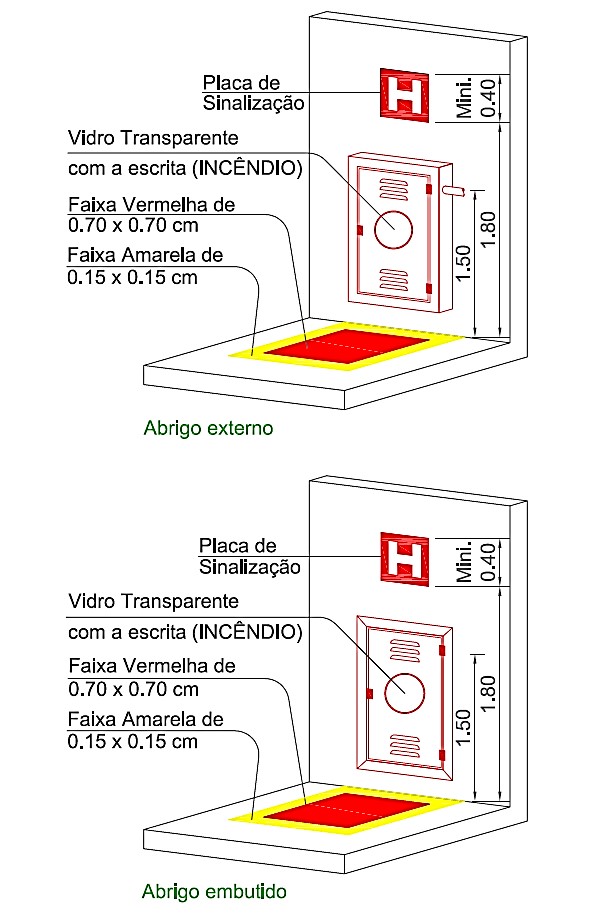 Placa de
Sinalização
H
Mini.
0.40
Vidro Transparente
com a escrita (INCÊNDIO)
Faixa Vermelha de
0.70 x 0.70 cm
Faixa Amarela de
0.15 x 0.15 cm
1.50
1.80
Abrigo externo
Placa de
Sinalização
H
Mini.
0.40
Vidro Transparente
com a escrita (INCÊNDIO)
Faixa Vermelha de
0.70 x 0.70 cm
Faixa Amarela de
0.15 x 0.15 cm
1.50
1.80
Abrigo embutido